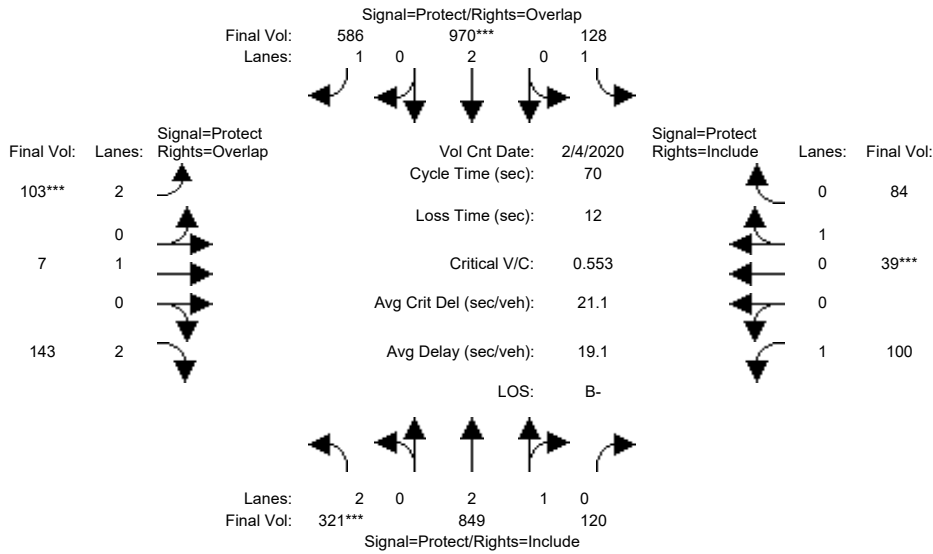 Signal=Protect/Rights=Overlap
Final Vol: 586 970*** 128
Lanes: 1 0 2 0 1
Signal=Protect Signal=Protect
Final Vol: Lanes: Rights=Overlap Vol Cnt Date: 2/4/2020 Rights=Include Lanes: Final Vol:
Cycle Time (sec): 70
103*** 2 0 84
Loss Time (sec): 12
0 1
7 1 Critical V/C: 0.553 0 39***
0 Avg Crit Del (sec/veh): 21.1 0
143 2 Avg Delay (sec/veh): 19.1 1 100
LOS: B-
Lanes: 2 0 2 1 0
Final Vol: 321*** 849 120
Signal=Protect/Rights=Include